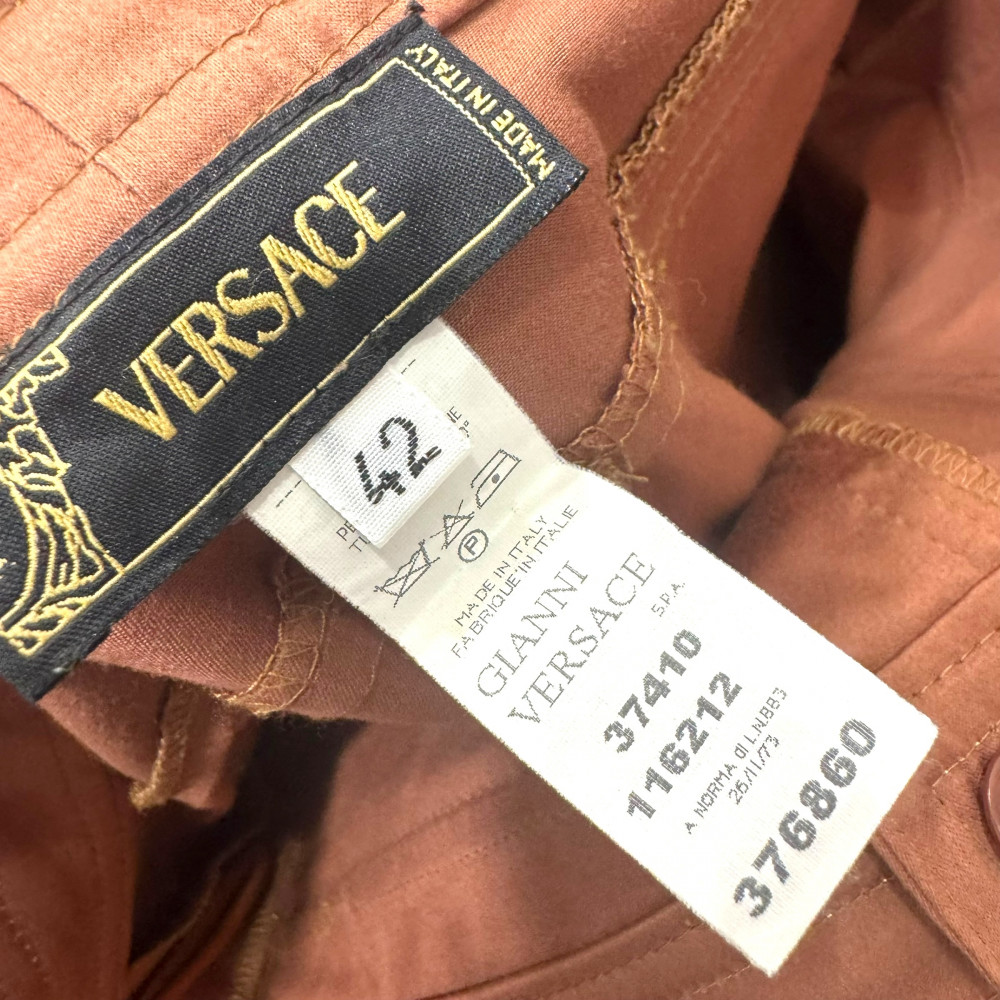 MADE IN ITALY
VERSACE
42
P
MADE IN ITALY
FABRIQUE' IN ITALIE
GIANNI
VERSACE
S.P.A.
37410
116212
A NORMA di L.N.883
26/11/73
376860